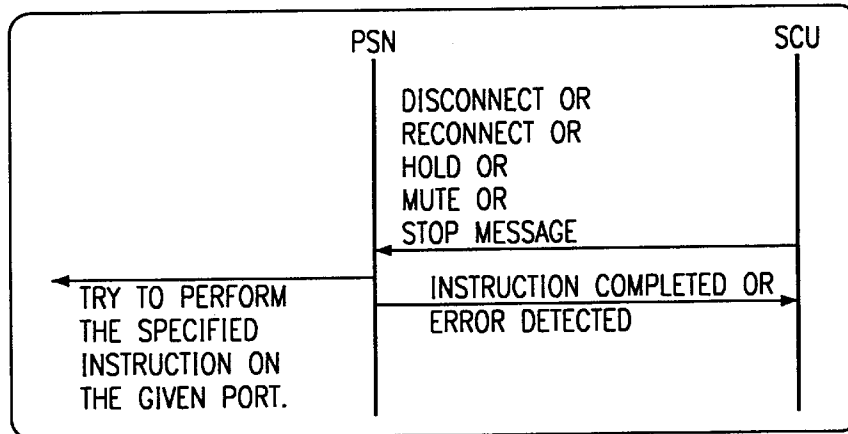 PSN
SCU
DISCONNECT OR
RECONNECT OR
HOLD OR
MUTE OR
STOP MESSAGE
INSTRUCTION COMPLETED OR
ERROR DETECTED
TRY TO PERFORM
THE SPECIFIED
INSTRUCTION ON
THE GIVEN PORT.